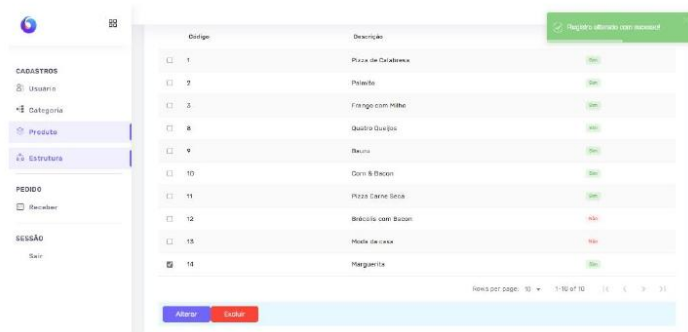 Registro alterado com sucesso!
Código Descrição
CADASTROS
Usuário
Categoria
Produto
Estrutura
PEDIDO
Receber
SESSÃO
Sair
1 Pizza de Calabresa Sim
2 Palmito Sim
3 Frango com Milho Sim
8 Quatro Queijos Sim
9 Bauru Sim
10 Corn & Bacon Sim
11 Pizza Carne Seca Sim
12 Brócolis com Bacon Não
13 Moda da casa Não
14 Marguerita Sim
Rows per page: 10 1-10 of 10
Alterar Excluir